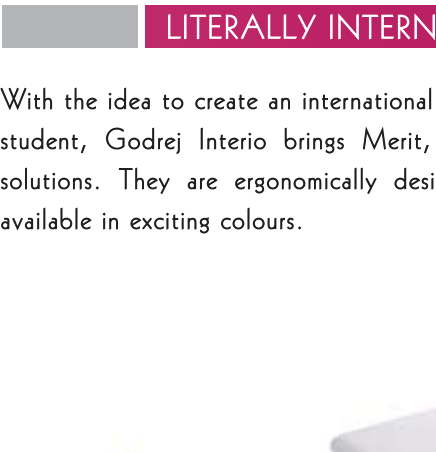 LITERALLY INTERN
With the idea to create an international
student, Godrej Interio brings Merit,
solutions. They are ergonomically desi
available in exciting colours.